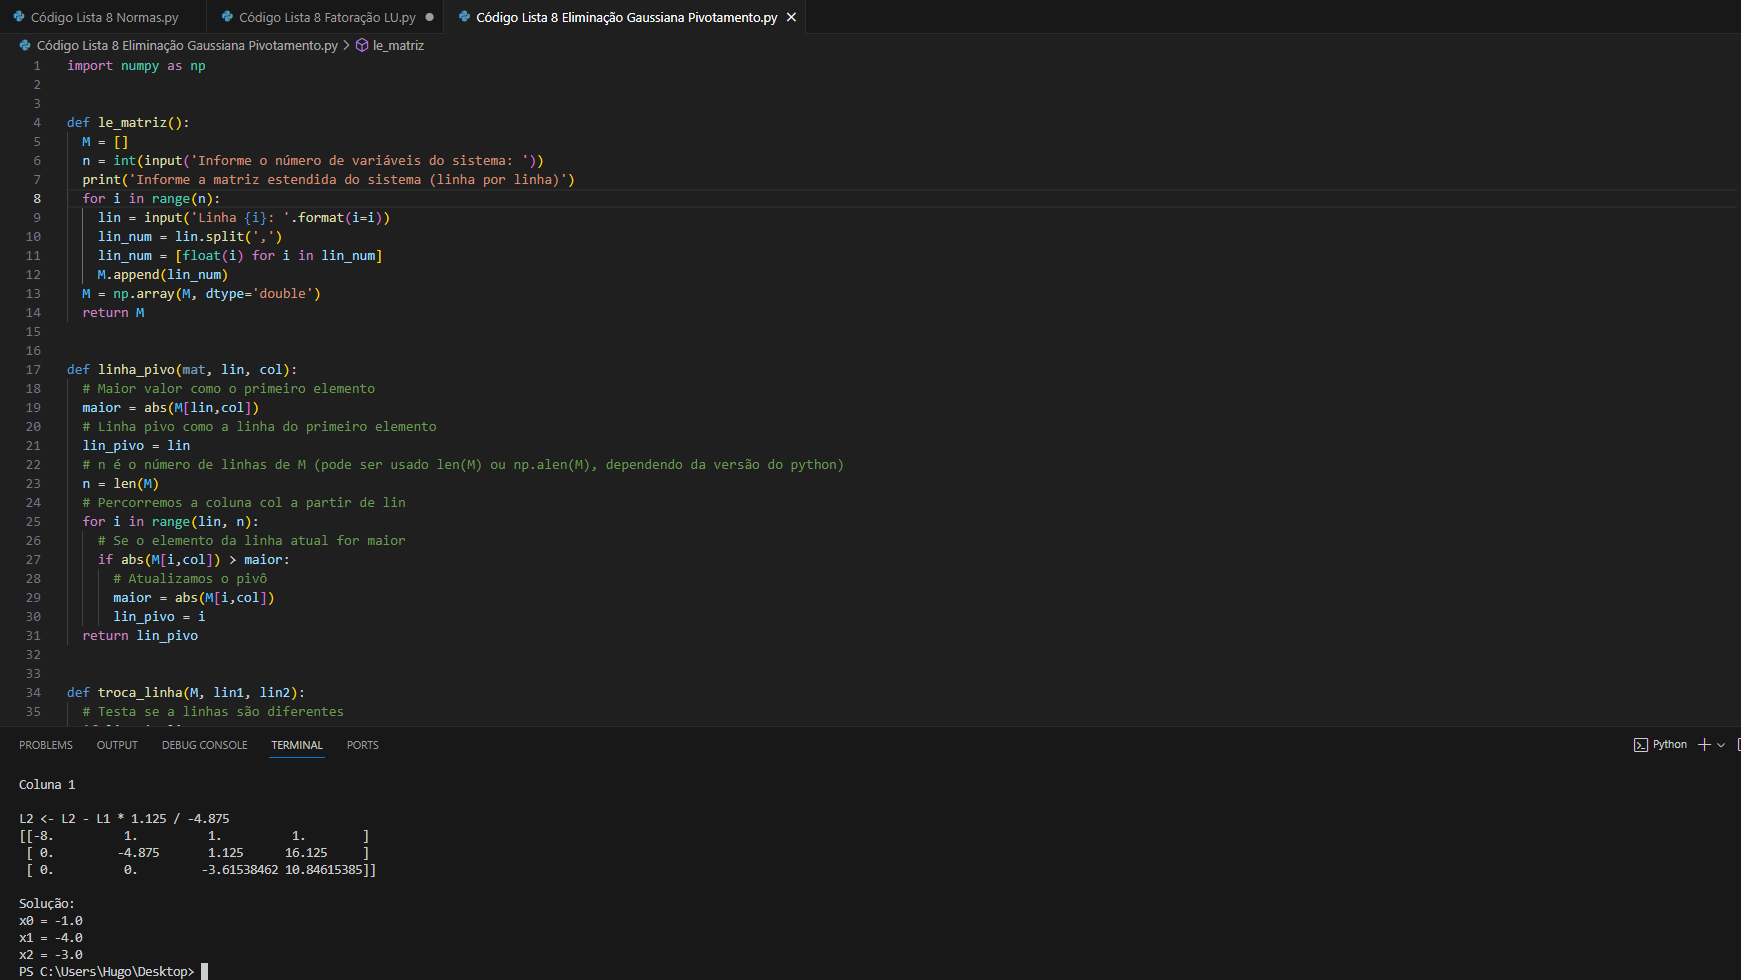 Código Lista 8 Normas.py Código Lista 8 Fatoração LU.py Código Lista 8 Eliminação Gaussiana Pivotamento.py
Código Lista 8 Eliminação Gaussiana Pivotamento.py > le_matriz
1 import numpy as np
2
3
4 def le_matriz():
5 M = []
6 n = int(input('Informe o número de variáveis do sistema: '))
7 print('Informe a matriz estendida do sistema (linha por linha)')
8 for i in range(n):
9 lin = input('Linha {i}: '.format(i=i))
10 lin_num = lin.split(',')
11 lin_num = [float(i) for i in lin_num]
12 M.append(lin_num)
13 M = np.array(M, dtype='double')
14 return M
15
16
17 def linha_pivo(mat, lin, col):
18 # Maior valor como o primeiro elemento
19 maior = abs(M[lin,col])
20 # Linha pivo como a linha do primeiro elemento
21 lin_pivo = lin
22 # n é o número de linhas de M (pode ser usado len(M) ou np.alen(M), dependendo da versão do python)
23 n = len(M)
24 # Percorremos a coluna col a partir de lin
25 for i in range(lin, n):
26 # Se o elemento da linha atual for maior
27 if abs(M[i,col]) > maior:
28 # Atualizamos o pivô
29 maior = abs(M[i,col])
30 lin_pivo = i
31 return lin_pivo
32
33
34 def troca_linha(M, lin1, lin2):
35 # Testa se a linhas são diferentes
PROBLEMS OUTPUT DEBUG CONSOLE TERMINAL PORTS Python
Coluna 1
L2 <- L2 - L1 * 1.125 / -4.875
[[-8. 1. 1. 1. ]
[ 0. -4.875 1.125 16.125 ]
[ 0. 0. -3.61538462 10.84615385]]
Solução:
x0 = -1.0
x1 = -4.0
x2 = -3.0
PS C:\Users\Hugo\Desktop>